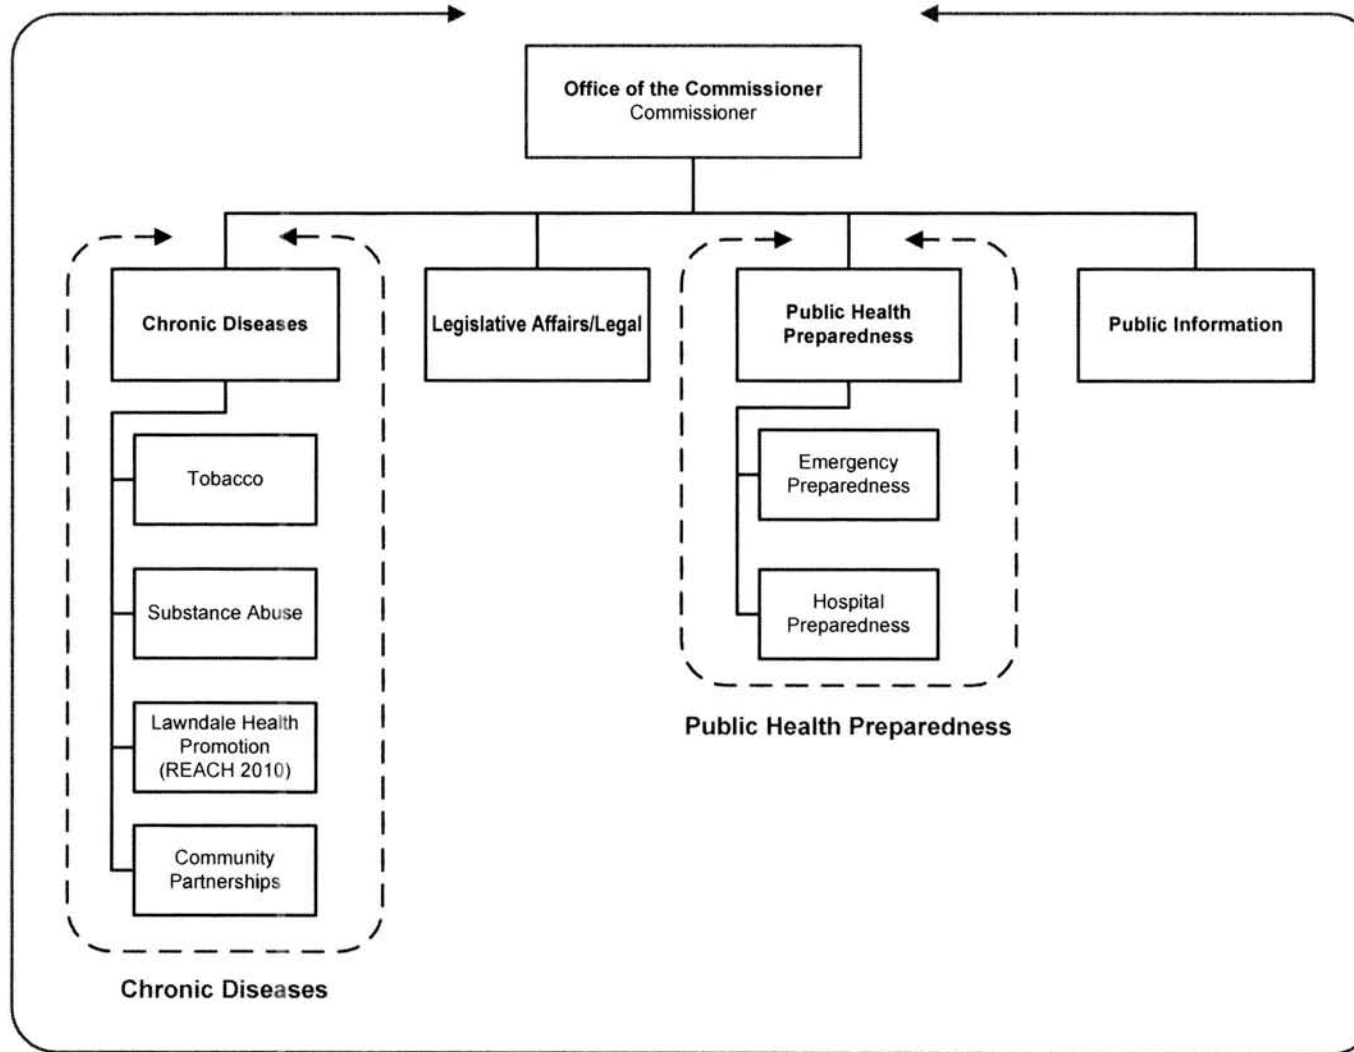 Office of the Commissioner
Commissioner
Chronic Diseases
Legislative Affairs/Legal
Public Health
Preparedness
Public Information
Tobacco
Substance Abuse
Lawndale Health
Promotion
(REACH 2010)
Community
Partnerships
Chronic Diseases
Emergency
Preparedness
Hospital
Preparedness
Public Health Preparedness